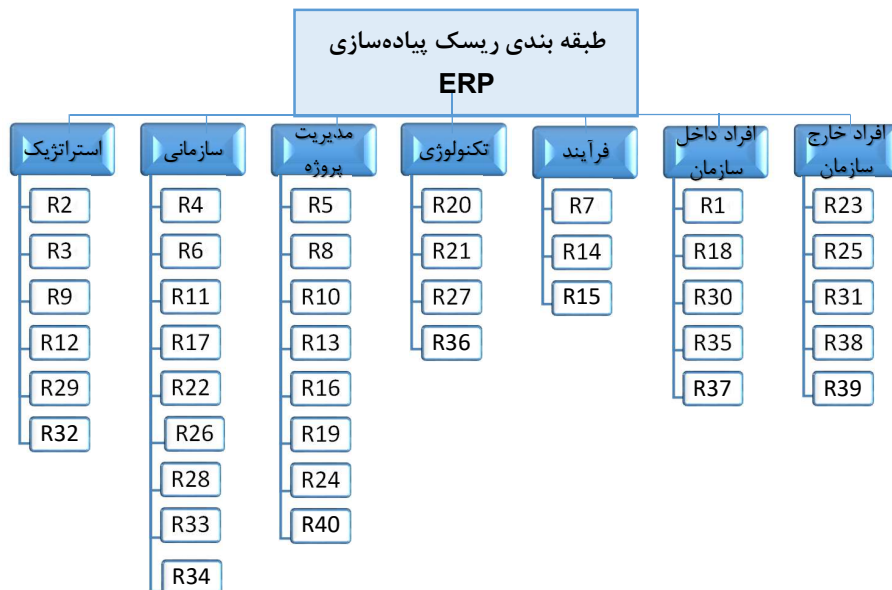 طبقه بندی ریسک پیاده‌سازی
ERP
افراد خارج
سازمان
R23
R25
R31
R38
R39
افراد داخل
سازمان
R1
R18
R30
R35
R37
فرآیند
R7
R14
R15
تکنولوژی
R20
R21
R27
R36
مدیریت
پروژه
R5
R8
R10
R13
R16
R19
R24
R40
سازمانی
R4
R6
R11
R17
R22
R26
R28
R33
R34
استراتژیک
R2
R3
R9
R12
R29
R32